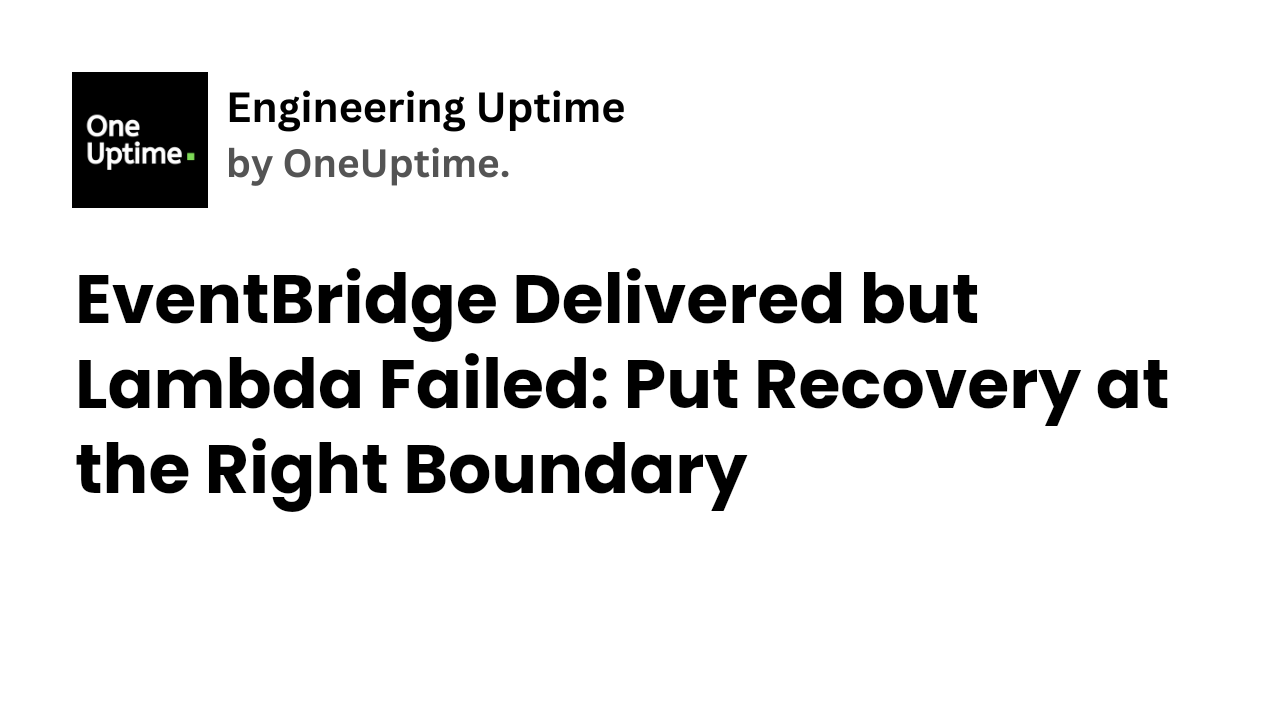 One
Uptime
Engineering Uptime
by OneUptime.
EventBridge Delivered but
Lambda Failed: Put Recovery at
the Right Boundary